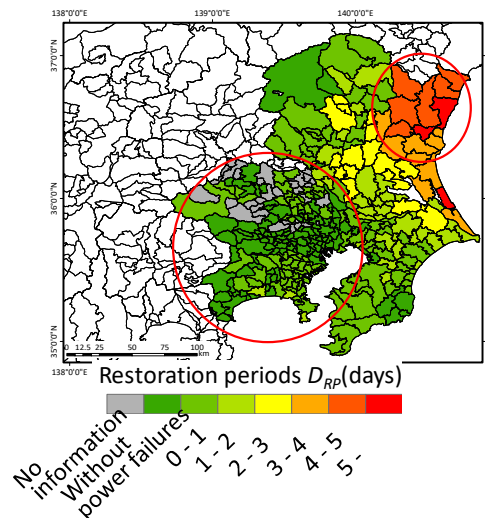 138°0'0"E 139°0'0"E 140°0'0"E
37°0'0"N
36°0'0"N
35°0'0"N
0 12.5 25 50 75 100
km
138°0'0"E
Restoration periods D_RP(days)
No
information
Without
power failures
0 - 1
1 - 2
2 - 3
3 - 4
4 - 5
5 -